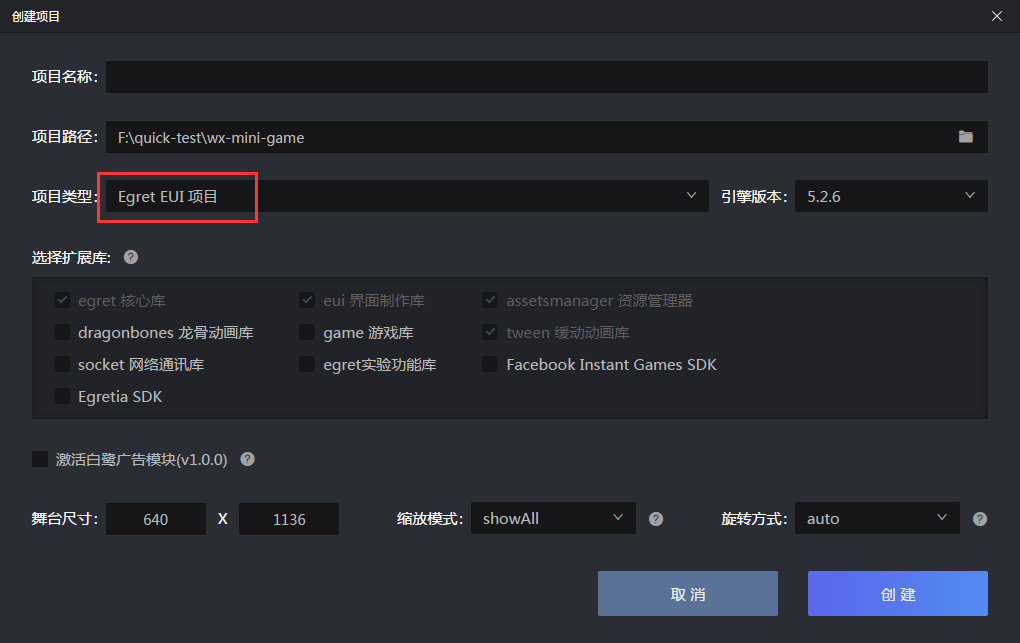 创建项目
项目名称:
项目路径: F:\quick-test\wx-mini-game
项目类型: Egret EUI 项目 引擎版本: 5.2.6
选择扩展库: ?
egret 核心库 eui 界面制作库 assetsmanager 资源管理器
dragonbones 龙骨动画库 game 游戏库 tween 缓动动画库
socket 网络通讯库 egret实验功能库 Facebook Instant Games SDK
Egretia SDK
激活白鹭广告模块(v1.0.0) ?
舞台尺寸: 640 X 1136 缩放模式: showAll ? 旋转方式: auto ?
取消 创建